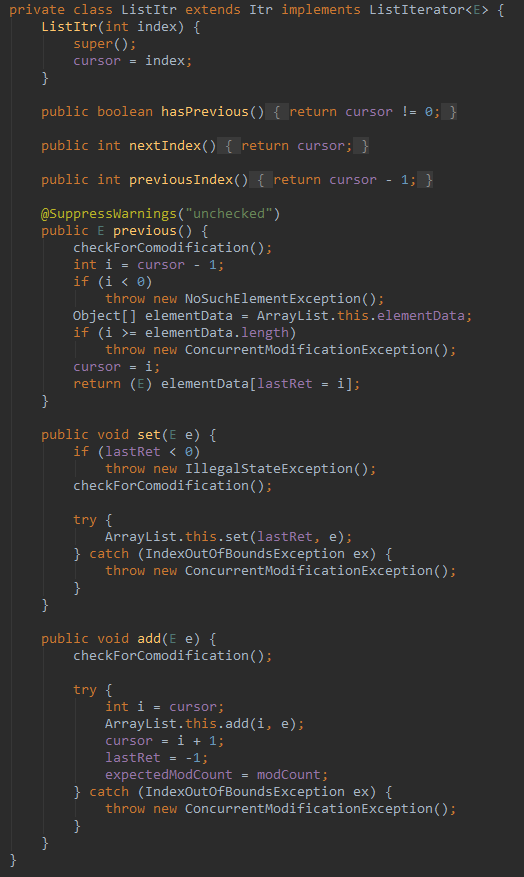 private class ListItr extends Itr implements ListIterator<E> {
    ListItr(int index) {
        super();
        cursor = index;
    }

    public boolean hasPrevious() { return cursor != 0; }

    public int nextIndex() { return cursor; }

    public int previousIndex() { return cursor - 1; }

    @SuppressWarnings("unchecked")
    public E previous() {
        checkForComodification();
        int i = cursor - 1;
        if (i < 0)
            throw new NoSuchElementException();
        Object[] elementData = ArrayList.this.elementData;
        if (i >= elementData.length)
            throw new ConcurrentModificationException();
        cursor = i;
        return (E) elementData[lastRet = i];
    }

    public void set(E e) {
        if (lastRet < 0)
            throw new IllegalStateException();
        checkForComodification();

        try {
            ArrayList.this.set(lastRet, e);
        } catch (IndexOutOfBoundsException ex) {
            throw new ConcurrentModificationException();
        }
    }

    public void add(E e) {
        checkForComodification();

        try {
            int i = cursor;
            ArrayList.this.add(i, e);
            cursor = i + 1;
            lastRet = -1;
            expectedModCount = modCount;
        } catch (IndexOutOfBoundsException ex) {
            throw new ConcurrentModificationException();
        }
    }
}